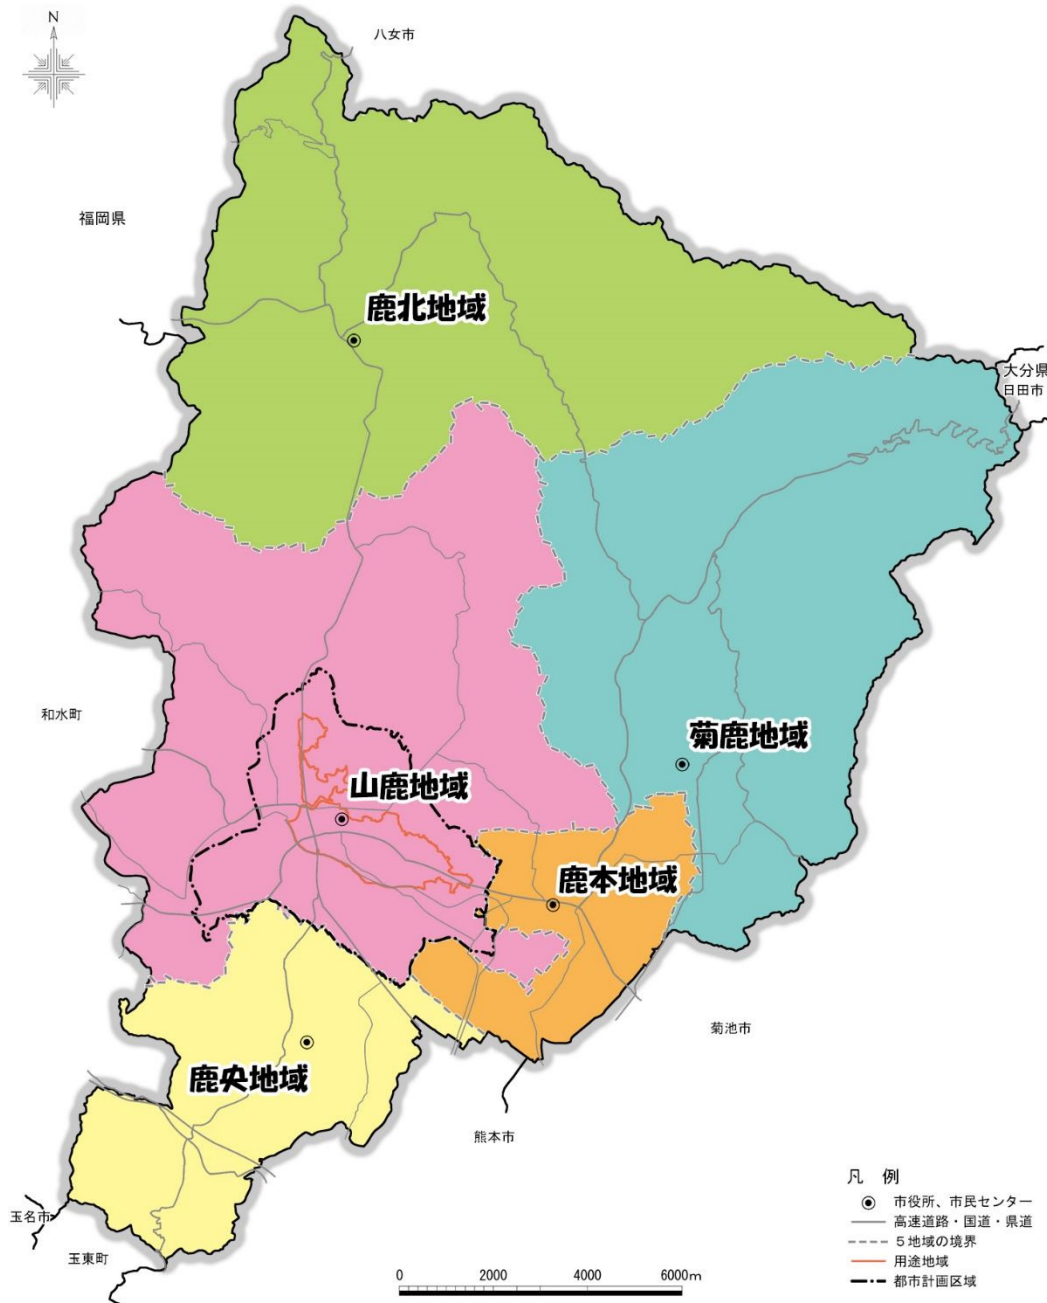 N
八女市
福岡県
鹿北地域
大分県
日田市
和水町
菊鹿地域
山鹿地域
鹿本地域
菊池市
鹿央地域
熊本市
玉名市
玉東町
凡 例
市役所、市民センター
高速道路・国道・県道
5地域の境界
用途地域
都市計画区域
0 2000 4000 6000m